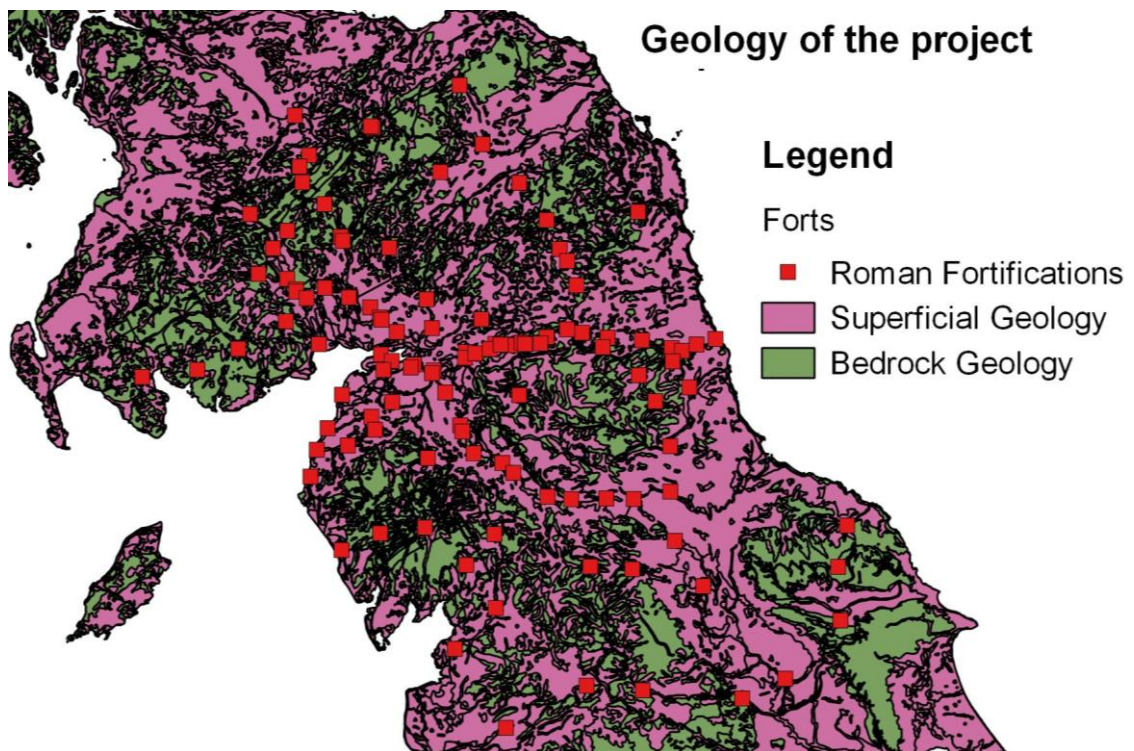 Geology of the project
Legend
Forts
Roman Fortifications
Superficial Geology
Bedrock Geology